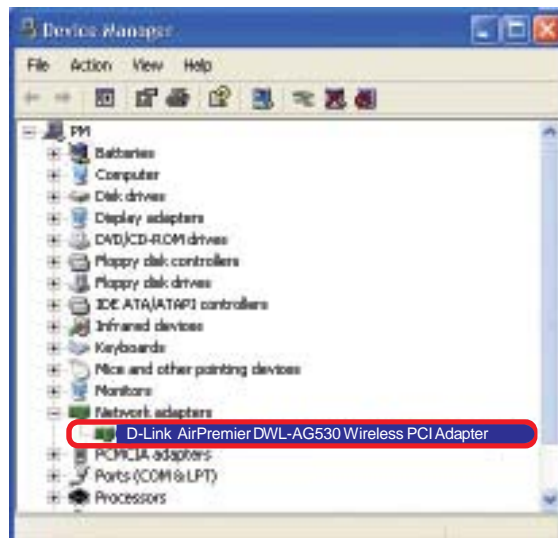 Device Manager
File Action View Help
PM
Batteries
Computer
Disk drives
Display adapters
DVD/CD-ROM drives
Floppy disk controllers
Floppy disk drives
IDE ATA/ATAPI controllers
Infrared devices
Keyboards
Mice and other pointing devices
Monitors
Network adapters
D-Link AirPremier DWL-AG530 Wireless PCI Adapter
PCMCIA adapters
Ports (COM & LPT)
Processors